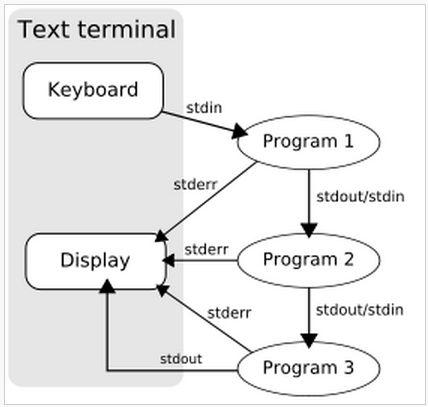 Text terminal
Keyboard
stdin
Program 1
stderr
stdout/stdin
Display
stderr
Program 2
stderr
stdout/stdin
stdout
Program 3